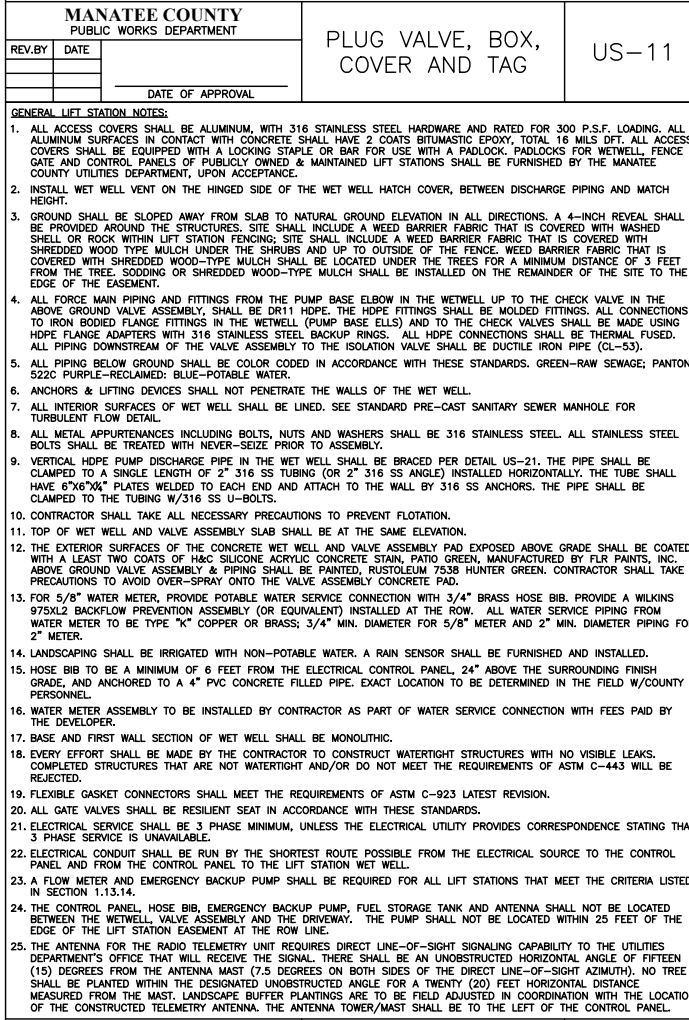 MANATEE COUNTY
PUBLIC WORKS DEPARTMENT
REV.BY DATE
DATE OF APPROVAL
PLUG VALVE, BOX,
COVER AND TAG
US-11
GENERAL LIFT STATION NOTES:
1. ALL ACCESS COVERS SHALL BE ALUMINUM, WITH 316 STAINLESS STEEL HARDWARE AND RATED FOR 300 P.S.F. LOADING. ALL
ALUMINUM SURFACES IN CONTACT WITH CONCRETE SHALL HAVE 2 COATS BITUMASTIC EPOXY, TOTAL 16 MILS DFT. ALL ACCESS
COVERS SHALL BE EQUIPPED WITH A LOCKING STAPLE OR BAR FOR USE WITH A PADLOCK. PADLOCKS FOR WETWELL, FENCE
GATE AND CONTROL PANELS OF PUBLICLY OWNED & MAINTAINED LIFT STATIONS SHALL BE FURNISHED BY THE MANATEE
COUNTY UTILITIES DEPARTMENT, UPON ACCEPTANCE.
2. INSTALL WET WELL VENT ON THE HINGED SIDE OF THE WET WELL HATCH COVER, BETWEEN DISCHARGE PIPING AND MATCH
HEIGHT.
3. GROUND SHALL BE SLOPED AWAY FROM SLAB TO NATURAL GROUND ELEVATION IN ALL DIRECTIONS. A 4-INCH REVEAL SHALL
BE PROVIDED AROUND THE STRUCTURES. SITE SHALL INCLUDE A WEED BARRIER FABRIC THAT IS COVERED WITH WASHED
SHELL OR ROCK WITHIN LIFT STATION FENCING; SITE SHALL INCLUDE A WEED BARRIER FABRIC THAT IS COVERED WITH
SHREDDED WOOD TYPE MULCH UNDER THE SHRUBS AND UP TO OUTSIDE OF THE FENCE. WEED BARRIER FABRIC THAT IS
COVERED WITH SHREDDED WOOD-TYPE MULCH SHALL BE LOCATED UNDER THE TREES FOR A MINIMUM DISTANCE OF 3 FEET
FROM THE TREE. SODDING OR SHREDDED WOOD-TYPE MULCH SHALL BE INSTALLED ON THE REMAINDER OF THE SITE TO THE
EDGE OF THE EASEMENT.
4. ALL FORCE MAIN PIPING AND FITTINGS FROM THE PUMP BASE ELBOW IN THE WETWELL UP TO THE CHECK VALVE IN THE
ABOVE GROUND VALVE ASSEMBLY, SHALL BE DR11 HDPE. THE HDPE FITTINGS SHALL BE MOLDED FITTINGS. ALL CONNECTIONS
TO IRON BODIED FLANGE FITTINGS IN THE WETWELL (PUMP BASE ELLS) AND TO THE CHECK VALVES SHALL BE MADE USING
HDPE FLANGE ADAPTERS WITH 316 STAINLESS STEEL BACKUP RINGS. ALL HDPE CONNECTIONS SHALL BE THERMAL FUSED.
ALL PIPING DOWNSTREAM OF THE VALVE ASSEMBLY TO THE ISOLATION VALVE SHALL BE DUCTILE IRON PIPE (CL-53).
5. ALL PIPING BELOW GROUND SHALL BE COLOR CODED IN ACCORDANCE WITH THESE STANDARDS. GREEN-RAW SEWAGE; PANTON
522C PURPLE-RECLAIMED: BLUE-POTABLE WATER.
6. ANCHORS & LIFTING DEVICES SHALL NOT PENETRATE THE WALLS OF THE WET WELL.
7. ALL INTERIOR SURFACES OF WET WELL SHALL BE LINED. SEE STANDARD PRE-CAST SANITARY SEWER MANHOLE FOR
TURBULENT FLOW DETAIL.
8. ALL METAL APPURTENANCES INCLUDING BOLTS, NUTS AND WASHERS SHALL BE 316 STAINLESS STEEL. ALL STAINLESS STEEL
BOLTS SHALL BE TREATED WITH NEVER-SEIZE PRIOR TO ASSEMBLY.
9. VERTICAL HDPE PUMP DISCHARGE PIPE IN THE WET WELL SHALL BE BRACED PER DETAIL US-21. THE PIPE SHALL BE
CLAMPED TO A SINGLE LENGTH OF 2" 316 SS TUBING (OR 2" 316 SS ANGLE) INSTALLED HORIZONTALLY. THE TUBE SHALL
HAVE 6"X6"X¼" PLATES WELDED TO EACH END AND ATTACH TO THE WALL BY 316 SS ANCHORS. THE PIPE SHALL BE
CLAMPED TO THE TUBING W/316 SS U-BOLTS.
10. CONTRACTOR SHALL TAKE ALL NECESSARY PRECAUTIONS TO PREVENT FLOTATION.
11. TOP OF WET WELL AND VALVE ASSEMBLY SLAB SHALL BE AT THE SAME ELEVATION.
12. THE EXTERIOR SURFACES OF THE CONCRETE WET WELL AND VALVE ASSEMBLY PAD EXPOSED ABOVE GRADE SHALL BE COATED
WITH A LEAST TWO COATS OF H&C SILICONE ACRYLIC CONCRETE STAIN, PATIO GREEN, MANUFACTURED BY FLR PAINTS, INC.
ABOVE GROUND VALVE ASSEMBLY & PIPING SHALL BE PAINTED, RUSTOLEUM 7538 HUNTER GREEN. CONTRACTOR SHALL TAKE
PRECAUTIONS TO AVOID OVER-SPRAY ONTO THE VALVE ASSEMBLY CONCRETE PAD.
13. FOR 5/8" WATER METER, PROVIDE POTABLE WATER SERVICE CONNECTION WITH 3/4" BRASS HOSE BIB. PROVIDE A WILKINS
975XL2 BACKFLOW PREVENTION ASSEMBLY (OR EQUIVALENT) INSTALLED AT THE ROW. ALL WATER SERVICE PIPING FROM
WATER METER TO BE TYPE "K" COPPER OR BRASS; 3/4" MIN. DIAMETER FOR 5/8" METER AND 2" MIN. DIAMETER PIPING FO
2" METER.
14. LANDSCAPING SHALL BE IRRIGATED WITH NON-POTABLE WATER. A RAIN SENSOR SHALL BE FURNISHED AND INSTALLED.
15. HOSE BIB TO BE A MINIMUM OF 6 FEET FROM THE ELECTRICAL CONTROL PANEL, 24" ABOVE THE SURROUNDING FINISH
GRADE, AND ANCHORED TO A 4" PVC CONCRETE FILLED PIPE. EXACT LOCATION TO BE DETERMINED IN THE FIELD W/COUNTY
PERSONNEL.
16. WATER METER ASSEMBLY TO BE INSTALLED BY CONTRACTOR AS PART OF WATER SERVICE CONNECTION WITH FEES PAID BY
THE DEVELOPER.
17. BASE AND FIRST WALL SECTION OF WET WELL SHALL BE MONOLITHIC.
18. EVERY EFFORT SHALL BE MADE BY THE CONTRACTOR TO CONSTRUCT WATERTIGHT STRUCTURES WITH NO VISIBLE LEAKS.
COMPLETED STRUCTURES THAT ARE NOT WATERTIGHT AND/OR DO NOT MEET THE REQUIREMENTS OF ASTM C-443 WILL BE
REJECTED.
19. FLEXIBLE GASKET CONNECTORS SHALL MEET THE REQUIREMENTS OF ASTM C-923 LATEST REVISION.
20. ALL GATE VALVES SHALL BE RESILIENT SEAT IN ACCORDANCE WITH THESE STANDARDS.
21. ELECTRICAL SERVICE SHALL BE 3 PHASE MINIMUM, UNLESS THE ELECTRICAL UTILITY PROVIDES CORRESPONDENCE STATING THA
3 PHASE SERVICE IS UNAVAILABLE.
22. ELECTRICAL CONDUIT SHALL BE RUN BY THE SHORTEST ROUTE POSSIBLE FROM THE ELECTRICAL SOURCE TO THE CONTROL
PANEL AND FROM THE CONTROL PANEL TO THE LIFT STATION WET WELL.
23. A FLOW METER AND EMERGENCY BACKUP PUMP SHALL BE REQUIRED FOR ALL LIFT STATIONS THAT MEET THE CRITERIA LISTED
IN SECTION 1.13.14.
24. THE CONTROL PANEL, HOSE BIB, EMERGENCY BACKUP PUMP, FUEL STORAGE TANK AND ANTENNA SHALL NOT BE LOCATED
BETWEEN THE WETWELL, VALVE ASSEMBLY AND THE DRIVEWAY. THE PUMP SHALL NOT BE LOCATED WITHIN 25 FEET OF THE
EDGE OF THE LIFT STATION EASEMENT AT THE ROW LINE.
25. THE ANTENNA FOR THE RADIO TELEMETRY UNIT REQUIRES DIRECT LINE-OF-SIGHT SIGNALING CAPABILITY TO THE UTILITIES
DEPARTMENT'S OFFICE THAT WILL RECEIVE THE SIGNAL. THERE SHALL BE AN UNOBSTRUCTED HORIZONTAL ANGLE OF FIFTEEN
(15) DEGREES FROM THE ANTENNA MAST (7.5 DEGREES ON BOTH SIDES OF THE DIRECT LINE-OF-SIGHT AZIMUTH). NO TREE
SHALL BE PLANTED WITHIN THE DESIGNATED UNOBSTRUCTED ANGLE FOR A TWENTY (20) FEET HORIZONTAL DISTANCE
MEASURED FROM THE MAST. LANDSCAPE BUFFER PLANTINGS ARE TO BE FIELD ADJUSTED IN COORDINATION WITH THE LOCATIO
OF THE CONSTRUCTED TELEMETRY ANTENNA. THE ANTENNA TOWER/MAST SHALL BE TO THE LEFT OF THE CONTROL PANEL.